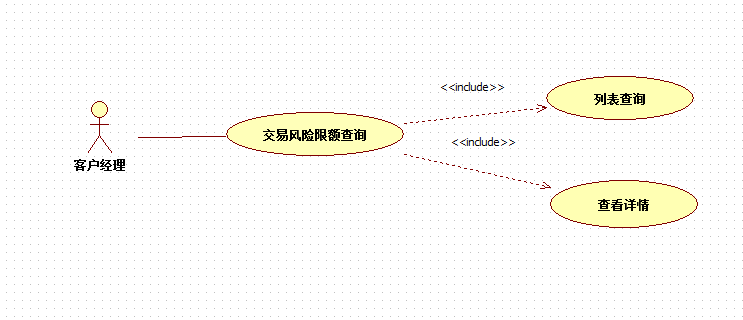 <<include>>
列表查询
交易风险限额查询
<<include>>
客户经理
查看详情